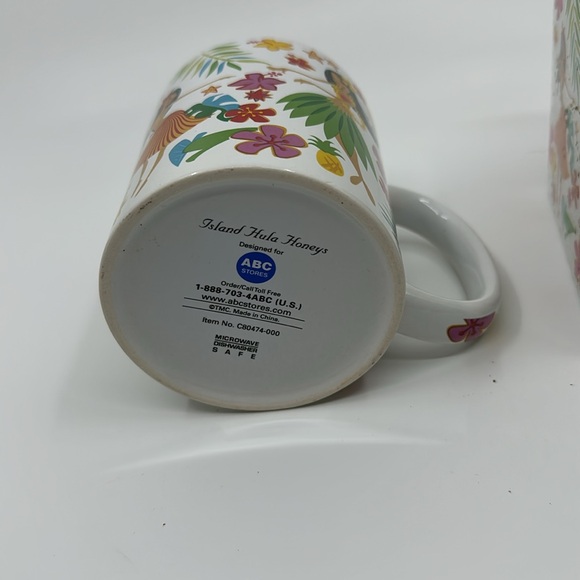 Island Hula Honeys
Designed for
ABC
STORES
Order/Call Toll Free
1-888-703-4ABC (U.S.)
www.abcstores.com
©TMC. Made in China.
Item No. C80474-000
MICROWAVE
DISHWASHER
SAFE